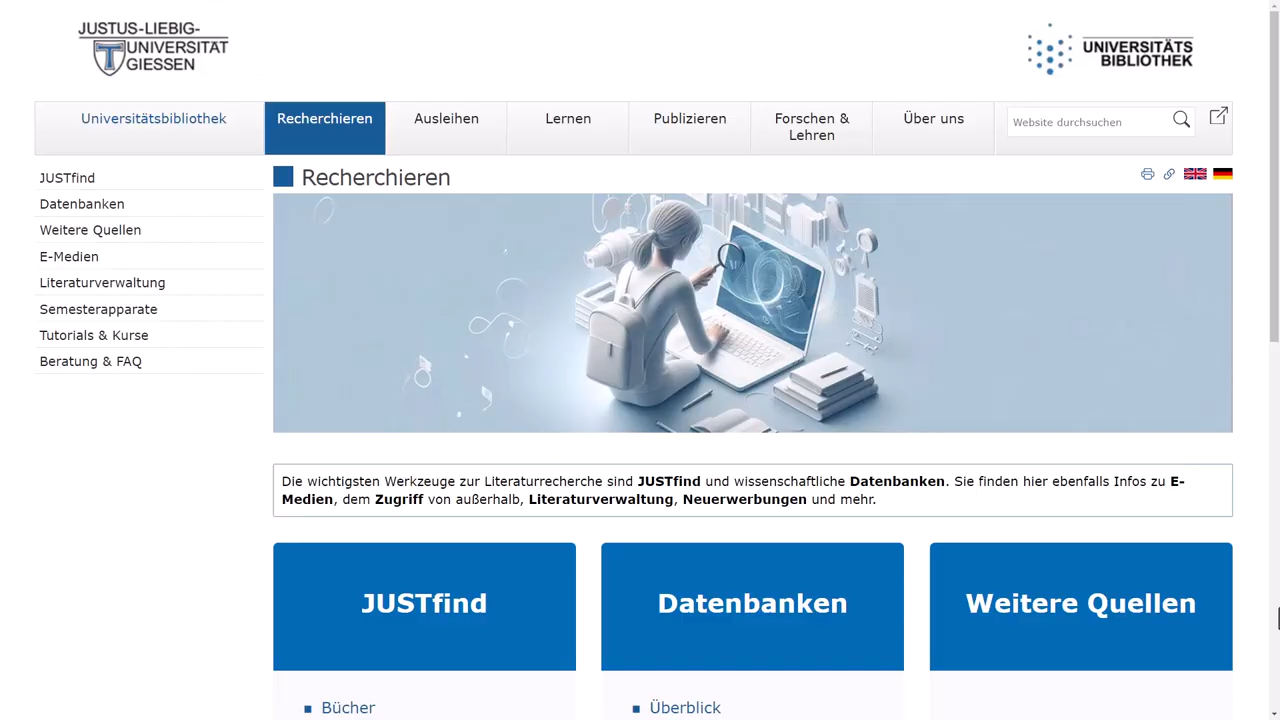 JUSTUS-LIEBIG-
UNIVERSITÄT
GIESSEN
UNIVERSITÄTS
BIBLIOTHEK
Universitätsbibliothek
Recherchieren
Ausleihen
Lernen
Publizieren
Forschen &
Lehren
Über uns
Website durchsuchen
JUSTfind
Datenbanken
Weitere Quellen
E-Medien
Literaturverwaltung
Semesterapparate
Tutorials & Kurse
Beratung & FAQ
Recherchieren
Die wichtigsten Werkzeuge zur Literaturrecherche sind JUSTfind und wissenschaftliche Datenbanken. Sie finden hier ebenfalls Infos zu E-
Medien, dem Zugriff von außerhalb, Literaturverwaltung, Neuerwerbungen und mehr.
JUSTfind
Datenbanken
Weitere Quellen
Bücher
Überblick